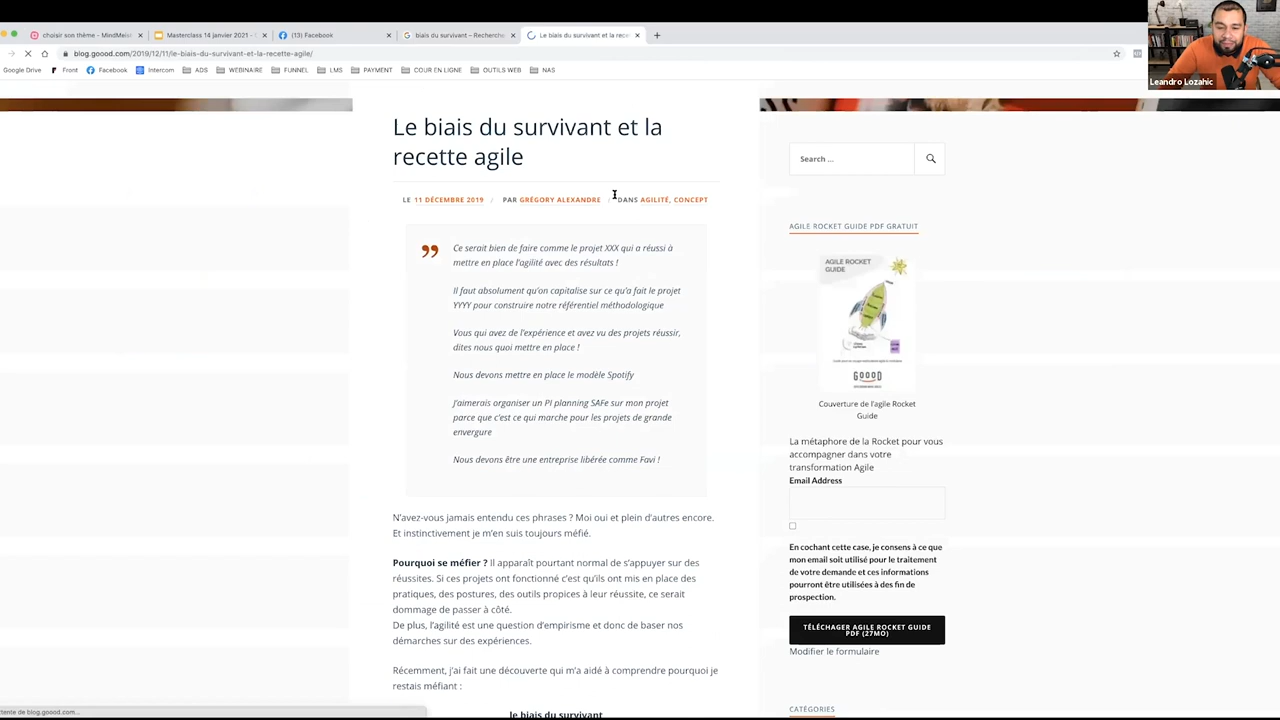 choisir son thème - MindMeist
Masterclass 14 janvier 2021 -
(13) Facebook
biais du survivant – Recherche
Le biais du survivant et la rece
blog.goood.com/2019/12/11/le-biais-du-survivant-et-la-recette-agile/
Google Drive
Front
Facebook
Intercom
ADS
WEBINAIRE
FUNNEL
LMS
PAYMENT
COUR EN LIGNE
OUTILS WEB
NAS
Leandro Lozahic
Le biais du survivant et la
recette agile
LE 11 DÉCEMBRE 2019 / PAR GRÉGORY ALEXANDRE / DANS AGILITÉ, CONCEPT
Ce serait bien de faire comme le projet XXX qui a réussi à
mettre en place l'agilité avec des résultats !
Il faut absolument qu'on capitalise sur ce qu'a fait le projet
YYYY pour construire notre référentiel méthodologique
Vous qui avez de l'expérience et avez vu des projets réussir,
dites nous quoi mettre en place !
Nous devons mettre en place le modèle Spotify
J'aimerais organiser un PI planning SAFe sur mon projet
parce que c'est ce qui marche pour les projets de grande
envergure
Nous devons être une entreprise libérée comme Favi !
N'avez-vous jamais entendu ces phrases ? Moi oui et plein d'autres encore.
Et instinctivement je m'en suis toujours méfié.
Pourquoi se méfier ? Il apparaît pourtant normal de s'appuyer sur des
réussites. Si ces projets ont fonctionné c'est qu'ils ont mis en place des
pratiques, des postures, des outils propices à leur réussite, ce serait
dommage de passer à côté.
De plus, l'agilité est une question d'empirisme et donc de baser nos
démarches sur des expériences.
Récemment, j'ai fait une découverte qui m'a aidé à comprendre pourquoi je
restais méfiant :
le biais du survivant
Search ...
AGILE ROCKET GUIDE PDF GRATUIT
AGILE ROCKET
GUIDE
GOOOD
Couverture de l'agile Rocket
Guide
La métaphore de la Rocket pour vous
accompagner dans votre
transformation Agile
Email Address
En cochant cette case, je consens à ce que
mon email soit utilisé pour le traitement
de votre demande et ces informations
pourront être utilisées à des fin de
prospection.
TÉLÉCHAGER AGILE ROCKET GUIDE
PDF (27MO)
Modifier le formulaire
CATÉGORIES
ttente de blog.goood.com...